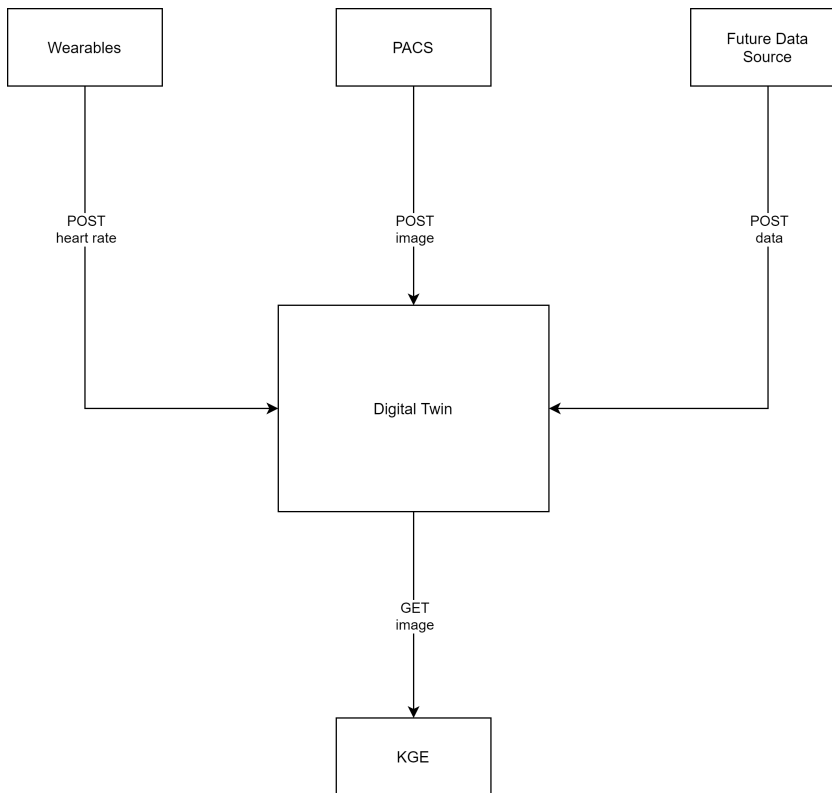 Wearables
PACS
Future Data
Source
POST
heart rate
POST
image
POST
data
Digital Twin
GET
image
KGE